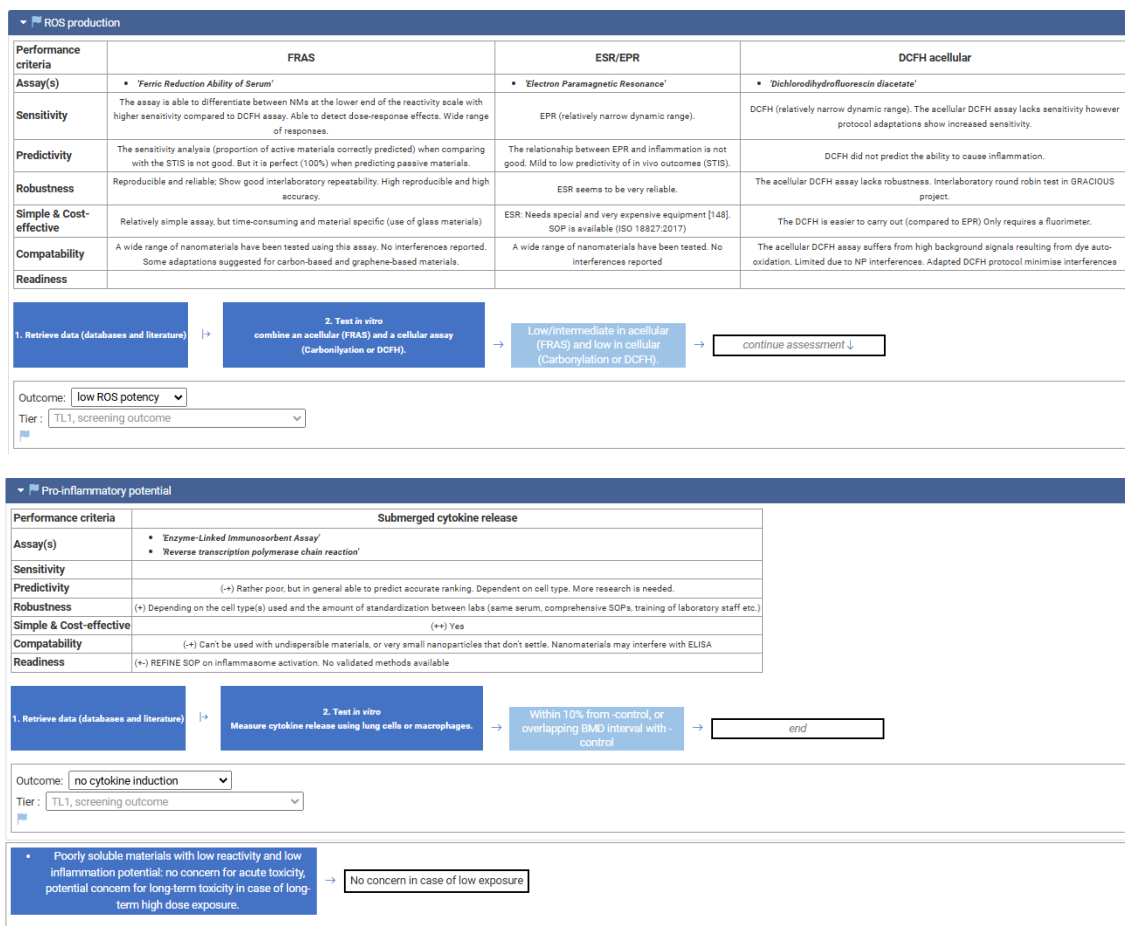 ROS production
Performance
criteria
FRAS
ESR/EPR
DCFH acellular
Assay(s)
• 'Ferric Reduction Ability of Serum'
• 'Electron Paramagnetic Resonance'
• 'Dichlorodihydrofluorescin diacetate'
Sensitivity
The assay is able to differentiate between NMs at the lower end of the reactivity scale with
higher sensitivity compared to DCFH assay. Able to detect dose-response effects. Wide range
of responses.
EPR (relatively narrow dynamic range).
DCFH (relatively narrow dynamic range). The acellular DCFH assay lacks sensitivity however
protocol adaptations show increased sensitivity.
Predictivity
The sensitivity analysis (proportion of active materials correctly predicted) when comparing
with the STIS is not good. But it is perfect (100%) when predicting passive materials.
The relationship between EPR and inflammation is not
good. Mild to low predictivity of in vivo outcomes (STIS).
DCFH did not predict the ability to cause inflammation.
Robustness
Reproducible and reliable; Show good interlaboratory repeatability. High reproducible and high
accuracy.
ESR seems to be very reliable.
The acellular DCFH assay lacks robustness. Interlaboratory round robin test in GRACIOUS
project.
Simple & Cost-
effective
Relatively simple assay, but time-consuming and material specific (use of glass materials)
ESR: Needs special and very expensive equipment [148].
SOP is available (ISO 18827:2017)
The DCFH is easier to carry out (compared to EPR) Only requires a fluorimeter.
Compatability
A wide range of nanomaterials have been tested using this assay. No interferences reported.
Some adaptations suggested for carbon-based and graphene-based materials.
A wide range of nanomaterials have been tested. No
interferences reported
The acellular DCFH assay suffers from high background signals resulting from dye auto-
oxidation. Limited due to NP interferences. Adapted DCFH protocol minimise interferences
Readiness
1. Retrieve data (databases and literature)
2. Test in vitro
combine an acellular (FRAS) and a cellular assay
(Carbonilyation or DCFH).
Low/intermediate in acellular
(FRAS) and low in cellular
(Carbonylation or DCFH).
continue assessment ↓
Outcome: low ROS potency
Tier : TL1, screening outcome
Pro-inflammatory potential
Performance criteria
Submerged cytokine release
Assay(s)
• 'Enzyme-Linked Immunosorbent Assay'
• 'Reverse transcription polymerase chain reaction'
Sensitivity
Predictivity
(-+) Rather poor, but in general able to predict accurate ranking. Dependent on cell type. More research is needed.
Robustness
(+) Depending on the cell type(s) used and the amount of standardization between labs (same serum, comprehensive SOPs, training of laboratory staff etc.)
Simple & Cost-effective
(++) Yes
Compatability
(-+) Can't be used with undispersible materials, or very small nanoparticles that don't settle. Nanomaterials may interfere with ELISA
Readiness
(+-) REFINE SOP on inflammasome activation. No validated methods available
1. Retrieve data (databases and literature)
2. Test in vitro
Measure cytokine release using lung cells or macrophages.
Within 10% from -control, or
overlapping BMD interval with -
control
end
Outcome: no cytokine induction
Tier : TL1, screening outcome
• Poorly soluble materials with low reactivity and low
inflammation potential: no concern for acute toxicity,
potential concern for long-term toxicity in case of long-
term high dose exposure.
No concern in case of low exposure